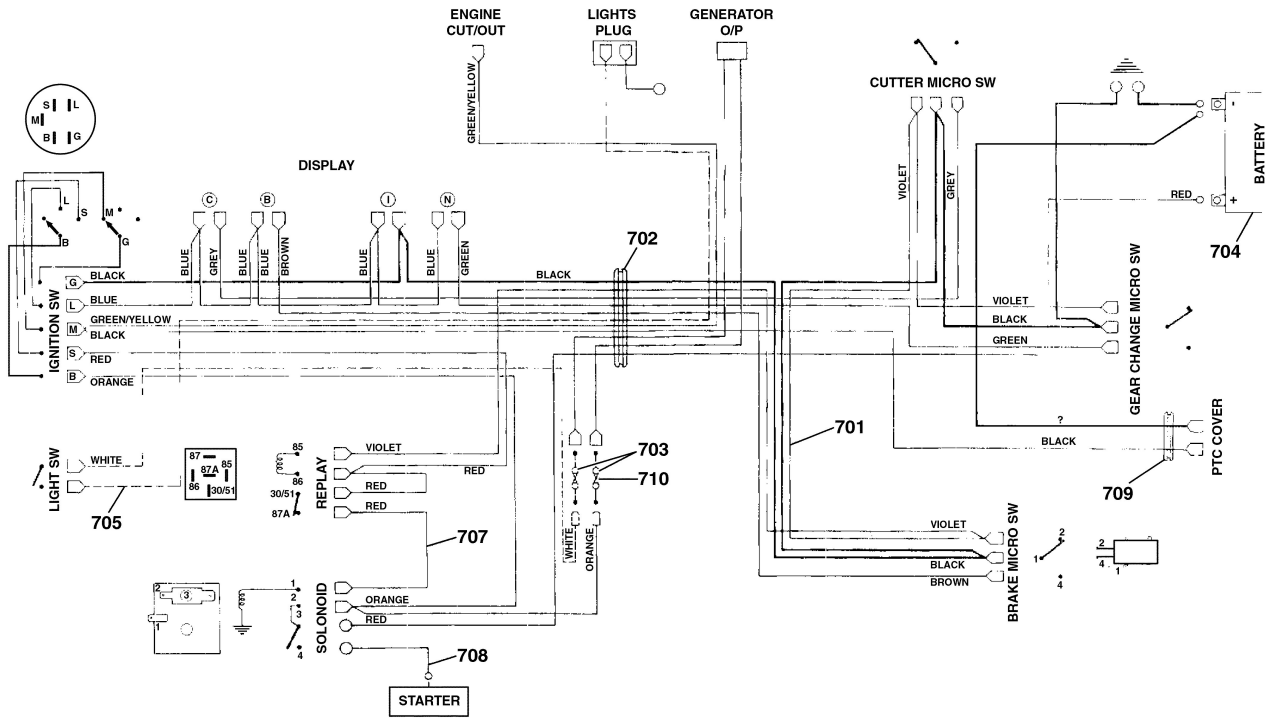 ENGINE
CUT/OUT
LIGHTS
PLUG
GENERATOR
O/P
GREEN/YELLOW
CUTTER MICRO SW
S L
M
B G
DISPLAY
C
B
I
N
BLUE
GREY
BLUE
BLUE
BROWN
BLUE
BLUE
GREEN
VIOLET
GREY
-
+
BATTERY
RED
704
702
L
S
M
B
G
IGNITION SW
G
BLACK
L
BLUE
M
GREEN/YELLOW
BLACK
S
RED
B
ORANGE
BLACK
VIOLET
BLACK
GREEN
GEAR CHANGE MICRO SW
701
703
710
?
BLACK
PTC COVER
709
LIGHT SW
WHITE
705
87
87A
85
86
30/51
85
86
30/51
87A
REPLAY
VIOLET
RED
RED
RED
707
WHITE
ORANGE
VIOLET
BLACK
BROWN
BRAKE MICRO SW
2
1
4
2
4
1
2
3
1
1
2
3
4
SOLONOID
ORANGE
RED
708
STARTER